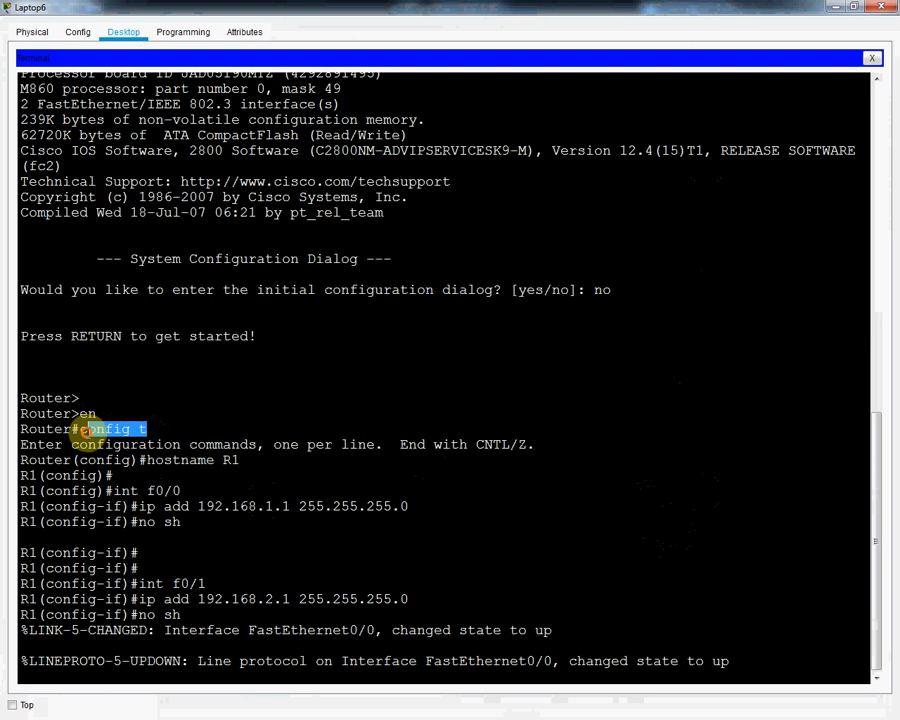 Laptop6
Physical Config Desktop Programming Attributes
Terminal
X
Processor board ID JAD05190MTZ (4292891495)
M860 processor: part number 0, mask 49
2 FastEthernet/IEEE 802.3 interface(s)
239K bytes of non-volatile configuration memory.
62720K bytes of  ATA CompactFlash (Read/Write)
Cisco IOS Software, 2800 Software (C2800NM-ADVIPSERVICESK9-M), Version 12.4(15)T1, RELEASE SOFTWARE
(fc2)
Technical Support: http://www.cisco.com/techsupport
Copyright (c) 1986-2007 by Cisco Systems, Inc.
Compiled Wed 18-Jul-07 06:21 by pt_rel_team
--- System Configuration Dialog ---
Would you like to enter the initial configuration dialog? [yes/no]: no
Press RETURN to get started!
Router>
Router>en
Router#config t
Enter configuration commands, one per line.  End with CNTL/Z.
Router(config)#hostname R1
R1(config)#
R1(config)#int f0/0
R1(config-if)#ip add 192.168.1.1 255.255.255.0
R1(config-if)#no sh
R1(config-if)#
R1(config-if)#
R1(config-if)#int f0/1
R1(config-if)#ip add 192.168.2.1 255.255.255.0
R1(config-if)#no sh
%LINK-5-CHANGED: Interface FastEthernet0/0, changed state to up
%LINEPROTO-5-UPDOWN: Line protocol on Interface FastEthernet0/0, changed state to up
Top